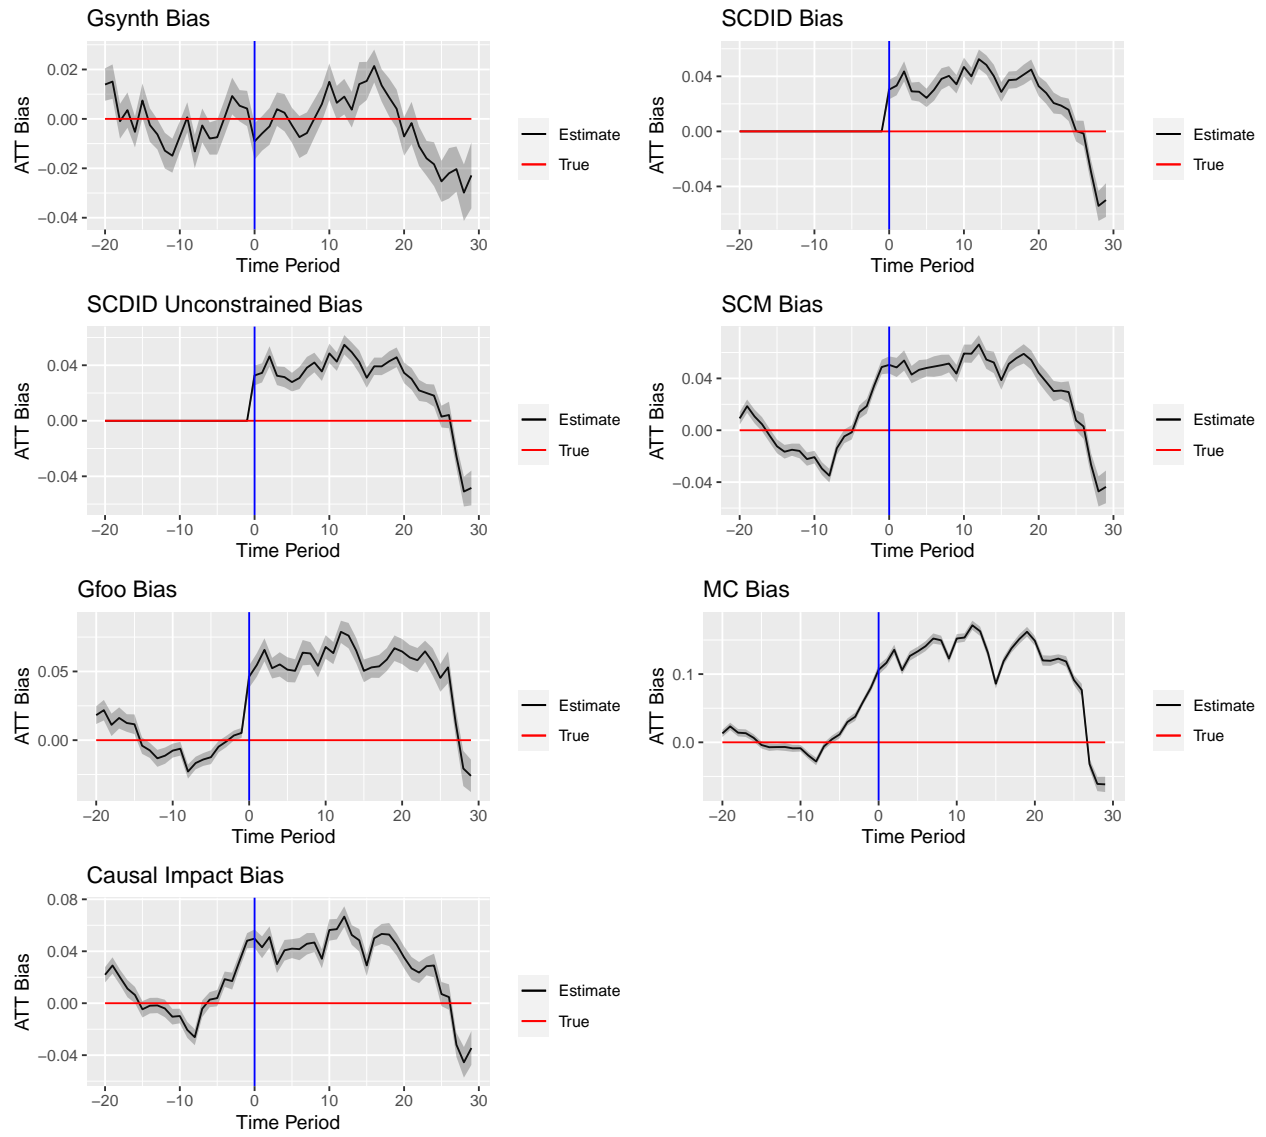 Gsynth Bias
ATT Bias
0.02
0.00
−0.02
−0.04
−20 −10 0 10 20 30
Time Period
Estimate
True
SCDID Bias
ATT Bias
0.04
0.00
−0.04
−20 −10 0 10 20 30
Time Period
Estimate
True
SCDID Unconstrained Bias
ATT Bias
0.04
0.00
−0.04
−20 −10 0 10 20 30
Time Period
Estimate
True
SCM Bias
ATT Bias
0.04
0.00
−0.04
−20 −10 0 10 20 30
Time Period
Estimate
True
Gfoo Bias
ATT Bias
0.05
0.00
−20 −10 0 10 20 30
Time Period
Estimate
True
MC Bias
ATT Bias
0.1
0.0
−20 −10 0 10 20 30
Time Period
Estimate
True
Causal Impact Bias
ATT Bias
0.08
0.04
0.00
−0.04
−20 −10 0 10 20 30
Time Period
Estimate
True